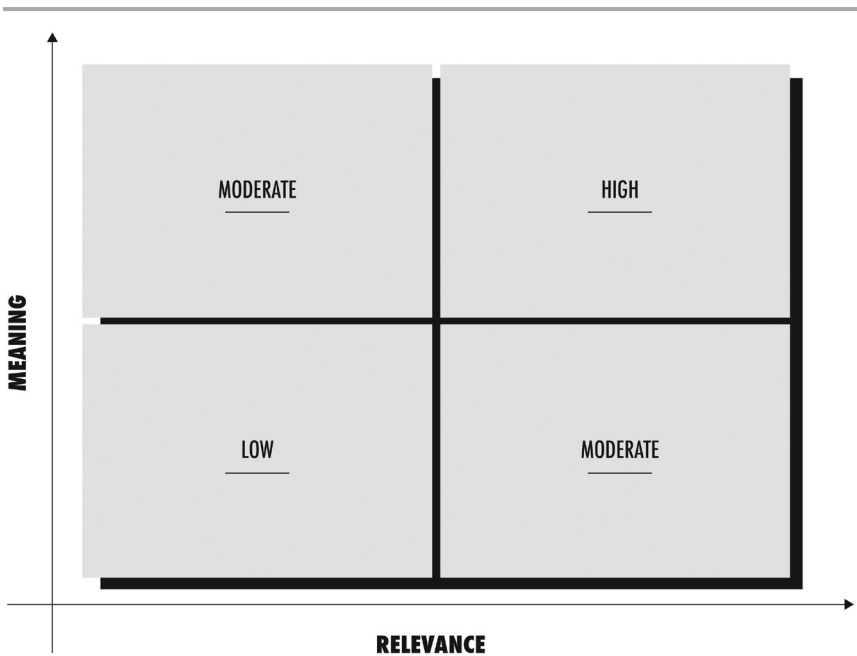 MODERATE
HIGH
MEANING
LOW
MODERATE
RELEVANCE